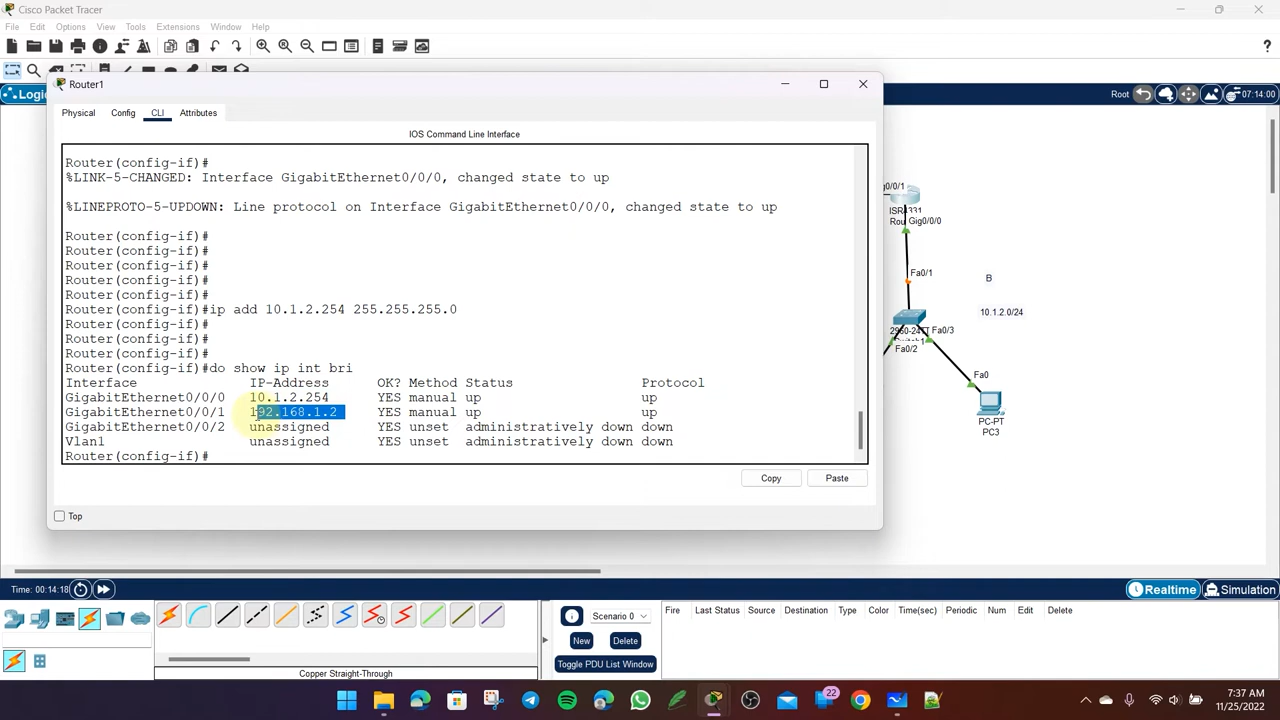 Cisco Packet Tracer
File Edit Options View Tools Extensions Window Help
Root 07:14:00
Router1
Physical Config CLI Attributes
IOS Command Line Interface
Router(config-if)#
%LINK-5-CHANGED: Interface GigabitEthernet0/0/0, changed state to up
%LINEPROTO-5-UPDOWN: Line protocol on Interface GigabitEthernet0/0/0, changed state to up
Router(config-if)#
Router(config-if)#
Router(config-if)#
Router(config-if)#
Router(config-if)#
Router(config-if)#ip add 10.1.2.254 255.255.255.0
Router(config-if)#
Router(config-if)#
Router(config-if)#
Router(config-if)#do show ip int bri
Interface IP-Address OK? Method Status Protocol
GigabitEthernet0/0/0 10.1.2.254 YES manual up up
GigabitEthernet0/0/1 192.168.1.2 YES manual up up
GigabitEthernet0/0/2 unassigned YES unset administratively down down
Vlan1 unassigned YES unset administratively down down
Router(config-if)#
Copy Paste
Top
Gig0/0/0
Fa0/1
B
10.1.2.0/24
Fa0/3
Fa0/2
Fa0
PC-PT
PC3
Time: 00:14:18
Realtime Simulation
Scenario 0
New Delete
Toggle PDU List Window
Fire Last Status Source Destination Type Color Time(sec) Periodic Num Edit Delete
Copper Straight-Through
22
7:37 AM
11/25/2022